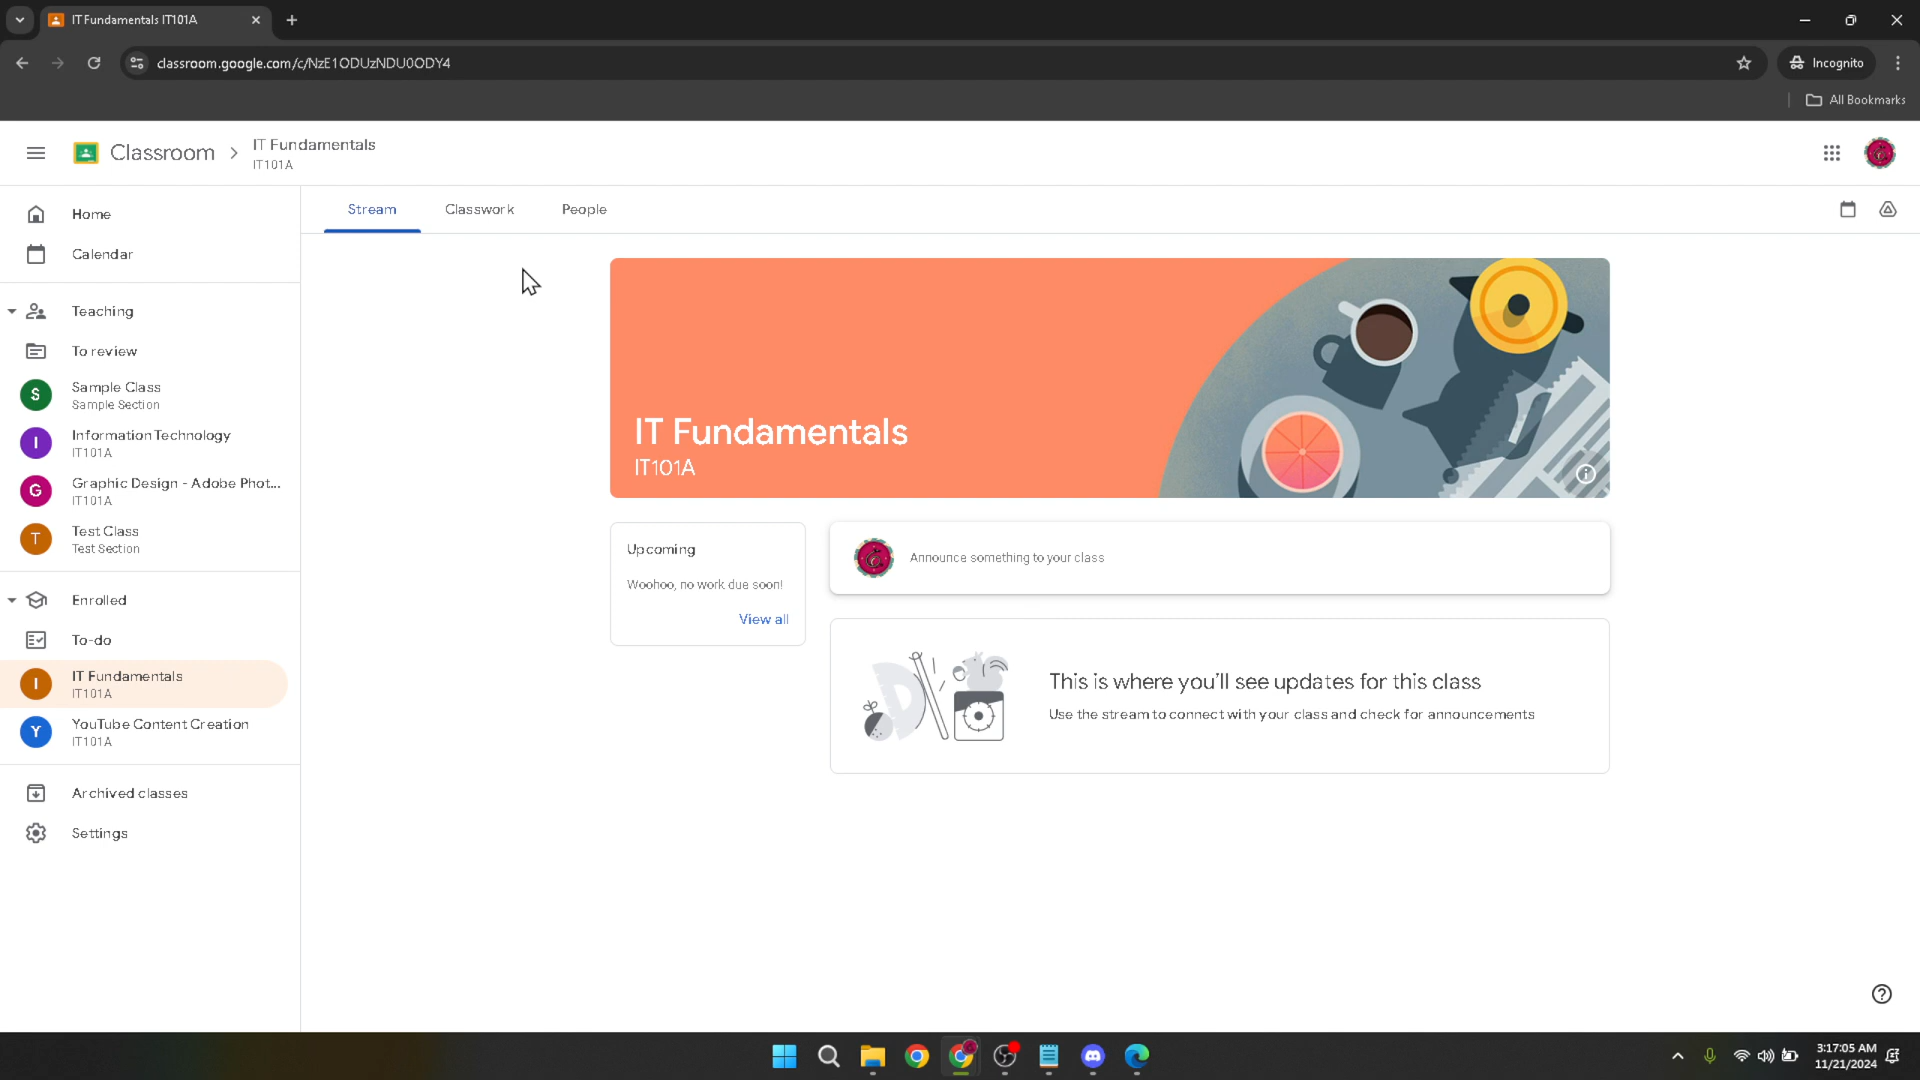 IT Fundamentals IT101A
classroom.google.com/c/NzE1ODUzNDU0ODY4
Incognito
All Bookmarks
Classroom
IT Fundamentals
IT101A
Home
Calendar
Teaching
To review
S
Sample Class
Sample Section
I
Information Technology
IT101A
G
Graphic Design - Adobe Phot...
IT101A
T
Test Class
Test Section
Enrolled
To-do
I
IT Fundamentals
IT101A
Y
YouTube Content Creation
IT101A
Archived classes
Settings
Stream
Classwork
People
IT Fundamentals
IT101A
Upcoming
Woohoo, no work due soon!
View all
Announce something to your class
This is where you'll see updates for this class
Use the stream to connect with your class and check for announcements
3:17:05 AM
11/21/2024